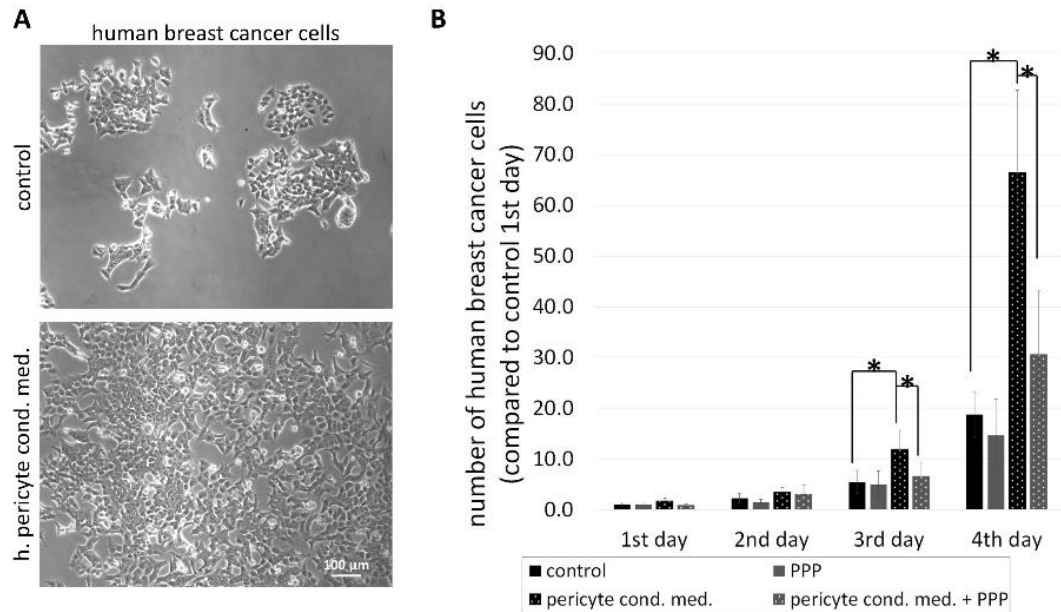 A
human breast cancer cells
control
h. pericyte cond. med.
100 µm
B
number of human breast cancer cells
(compared to control 1st day)
90.0
80.0
70.0
60.0
50.0
40.0
30.0
20.0
10.0
0.0
* *
* *
1st day 2nd day 3rd day 4th day
control PPP
pericyte cond. med. pericyte cond. med. + PPP